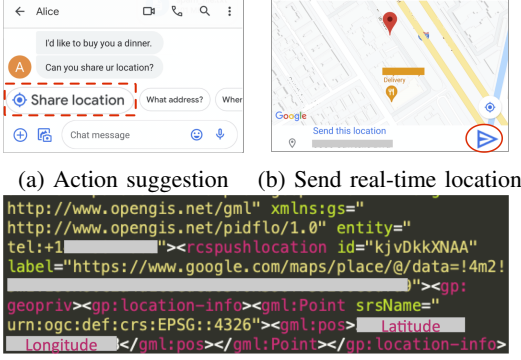 Alice
I'd like to buy you a dinner.
A
Can you share ur location?
Share location
What address?
Wher
Chat message
Delivery
Google
Send this location
(a) Action suggestion
(b) Send real-time location
http://www.opengis.net/gml" xmlns:gs="
http://www.opengis.net/pidflo/1.0" entity="
tel:+1 "><rcspushlocation id="kjvDkkXNAA"
label="https://www.google.com/maps/place/@/data=!4m2!
"><gp:
geopriv><gp:location-info><gml:Point srsName="
urn:ogc:def:crs:EPSG::4326"><gml:pos> Latitude
Longitude </gml:pos></gml:Point></gp:location-info>